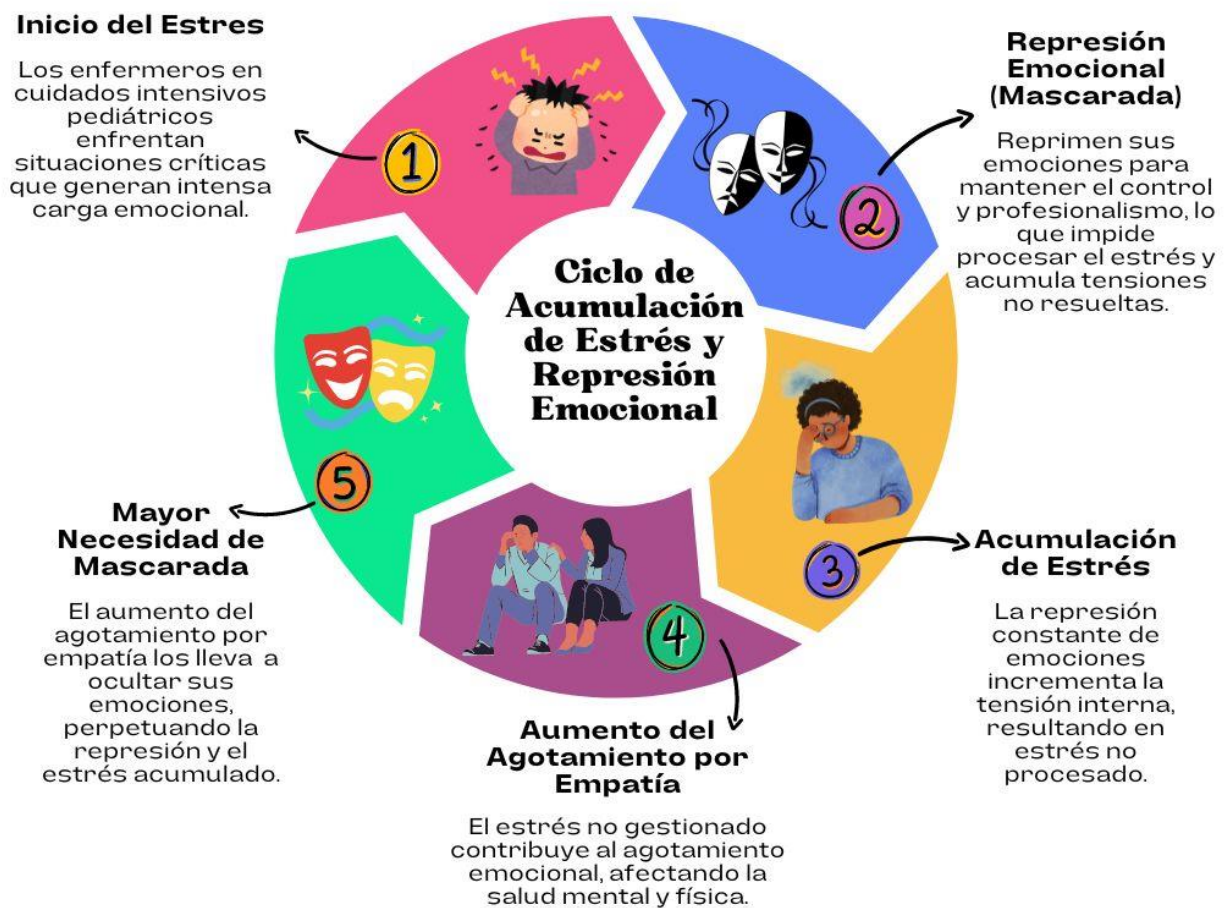 Inicio del Estres
Los enfermeros en
cuidados intensivos
pediátricos
enfrentan
situaciones críticas
que generan intensa
carga emocional.
1
2
Represión
Emocional
(Mascarada)
Reprimen sus
emociones para
mantener el control
y profesionalismo, lo
que impide
procesar el estrés y
acumula tensiones
no resueltas.
Ciclo de
Acumulación
de Estrés y
Represión
Emocional
3
Acumulación
de Estrés
La represión
constante de
emociones
incrementa la
tensión interna,
resultando en
estrés no
procesado.
4
Aumento del
Agotamiento por
Empatía
El estrés no gestionado
contribuye al agotamiento
emocional, afectando la
salud mental y física.
5
Mayor
Necesidad de
Mascarada
El aumento del
agotamiento por
empatía los lleva a
ocultar sus
emociones,
perpetuando la
represión y el
estrés acumulado.